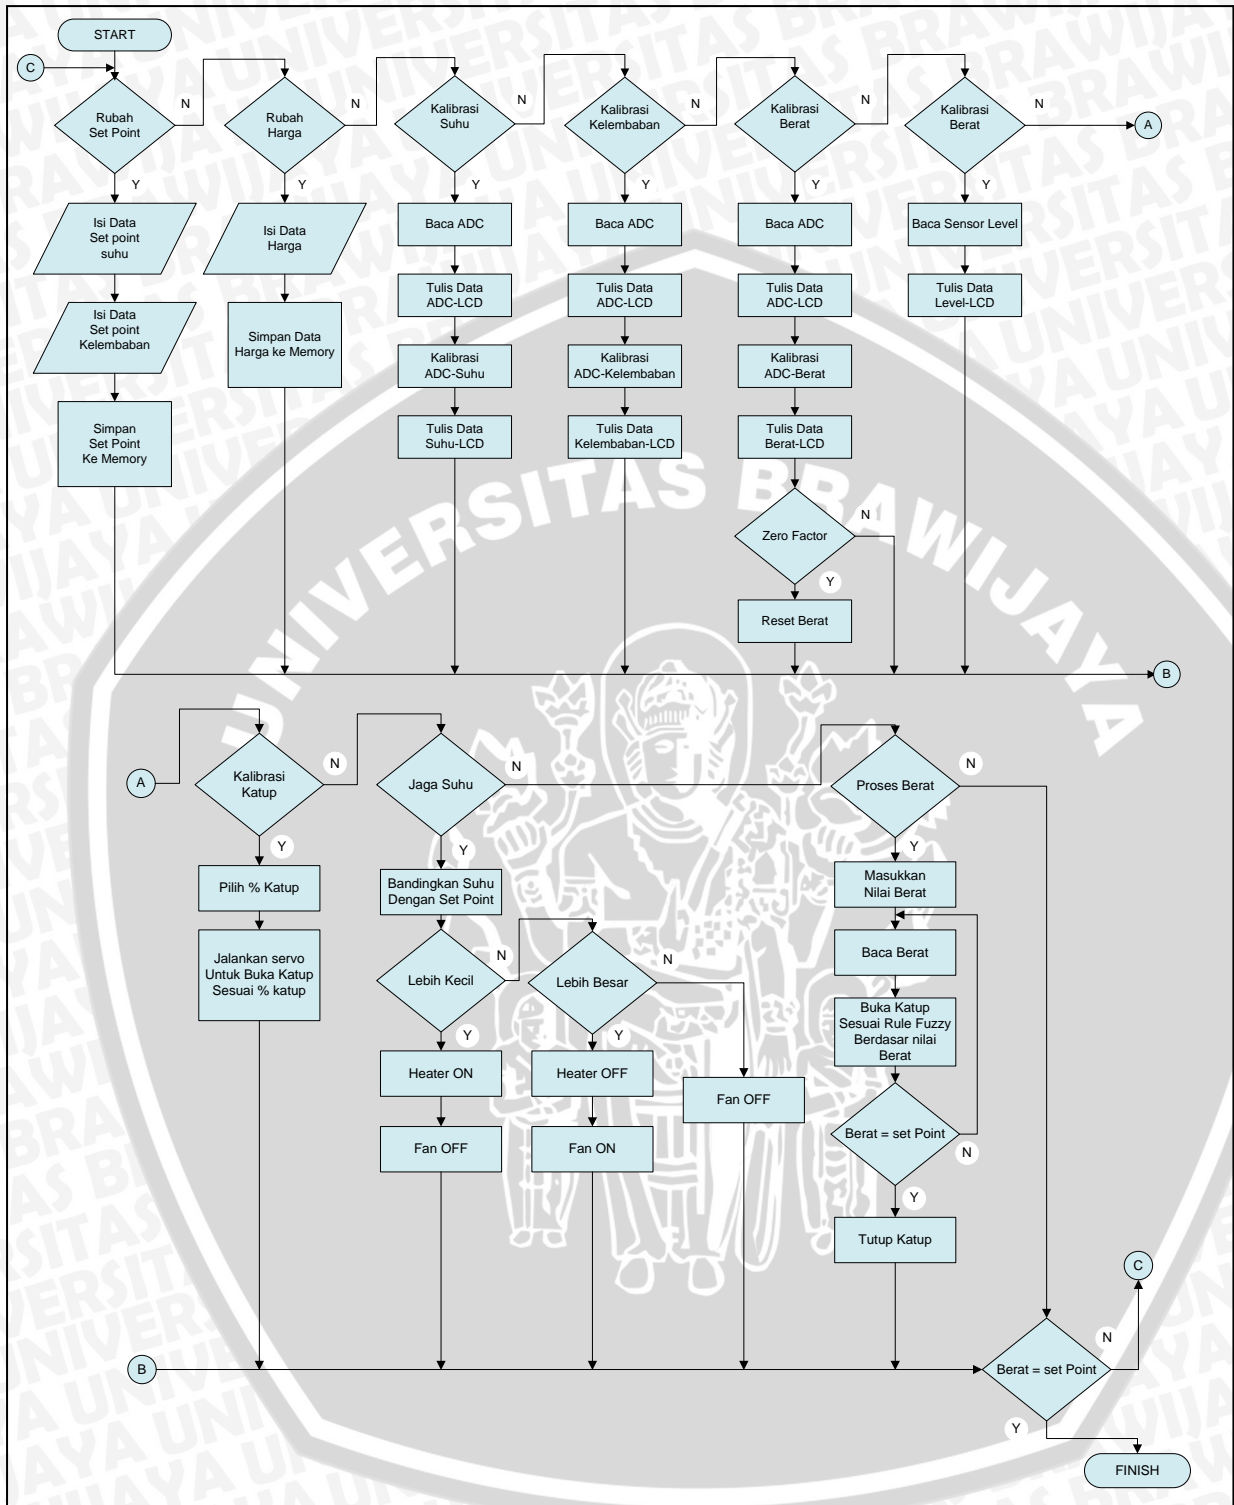 START
C
Rubah
Set Point
N
Y
Isi Data
Set point
suhu
Isi Data
Set point
Kelembaban
Simpan
Set Point
Ke Memory
Rubah
Harga
N
Y
Isi Data
Harga
Simpan Data
Harga ke Memory
Kalibrasi
Suhu
N
Y
Baca ADC
Tulis Data
ADC-LCD
Kalibrasi
ADC-Suhu
Tulis Data
Suhu-LCD
Kalibrasi
Kelembaban
N
Y
Baca ADC
Tulis Data
ADC-LCD
Kalibrasi
ADC-Kelembaban
Tulis Data
Kelembaban-LCD
Kalibrasi
Berat
N
Y
Baca ADC
Tulis Data
ADC-LCD
Kalibrasi
ADC-Berat
Tulis Data
Berat-LCD
Zero Factor
N
Y
Reset Berat
Kalibrasi
Berat
N
A
Y
Baca Sensor Level
Tulis Data
Level-LCD
B
UNIVERSITAS BRAWIJAYA
A
Kalibrasi
Katup
N
Y
Pilih % Katup
Jalankan servo
Untuk Buka Katup
Sesuai % katup
Jaga Suhu
N
Y
Bandingkan Suhu
Dengan Set Point
Lebih Kecil
N
Y
Heater ON
Fan OFF
Lebih Besar
N
Y
Heater OFF
Fan ON
Fan OFF
Proses Berat
N
Y
Masukkan
Nilai Berat
Baca Berat
Buka Katup
Sesuai Rule Fuzzy
Berdasar nilai
Berat
Berat = set Point
N
Y
Tutup Katup
C
B
Berat = set Point
N
Y
FINISH